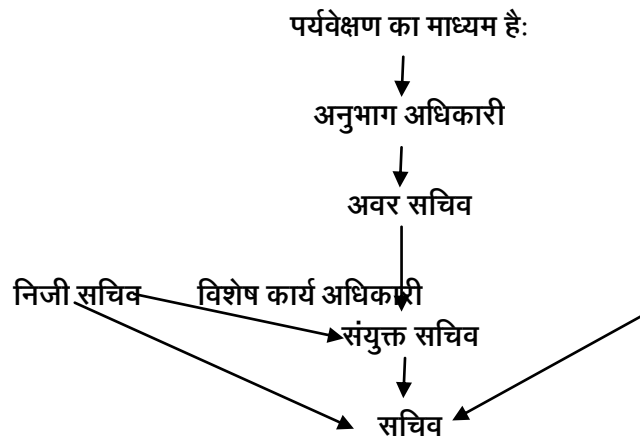 पर्यवेक्षण का माध्यम है:
अनुभाग अधिकारी
अवर सचिव
निजी सचिव विशेष कार्य अधिकारी
संयुक्त सचिव
सचिव